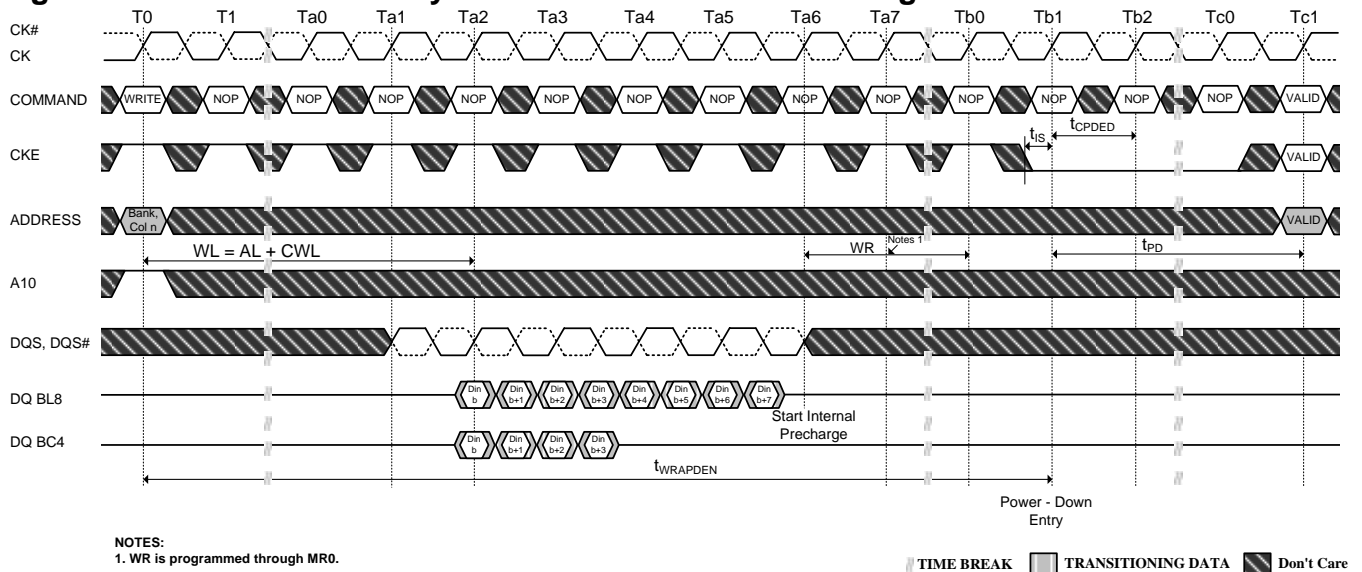 T0 T1 Ta0 Ta1 Ta2 Ta3 Ta4 Ta5 Ta6 Ta7 Tb0 Tb1 Tb2 Tc0 Tc1
CK#
CK
COMMAND WRITE NOP NOP NOP NOP NOP NOP NOP NOP NOP NOP NOP NOP NOP VALID
tIS tCPDED
CKE VALID
ADDRESS Bank, Col n VALID
WL = AL + CWL WR Notes 1 tPD
A10
DQS, DQS#
DQ BL8 Din b Din b+1 Din b+2 Din b+3 Din b+4 Din b+5 Din b+6 Din b+7
Start Internal
Precharge
DQ BC4 Din b Din b+1 Din b+2 Din b+3
tWRAPDEN
Power - Down
Entry
NOTES:
1. WR is programmed through MR0.
TIME BREAK TRANSITIONING DATA Don't Care